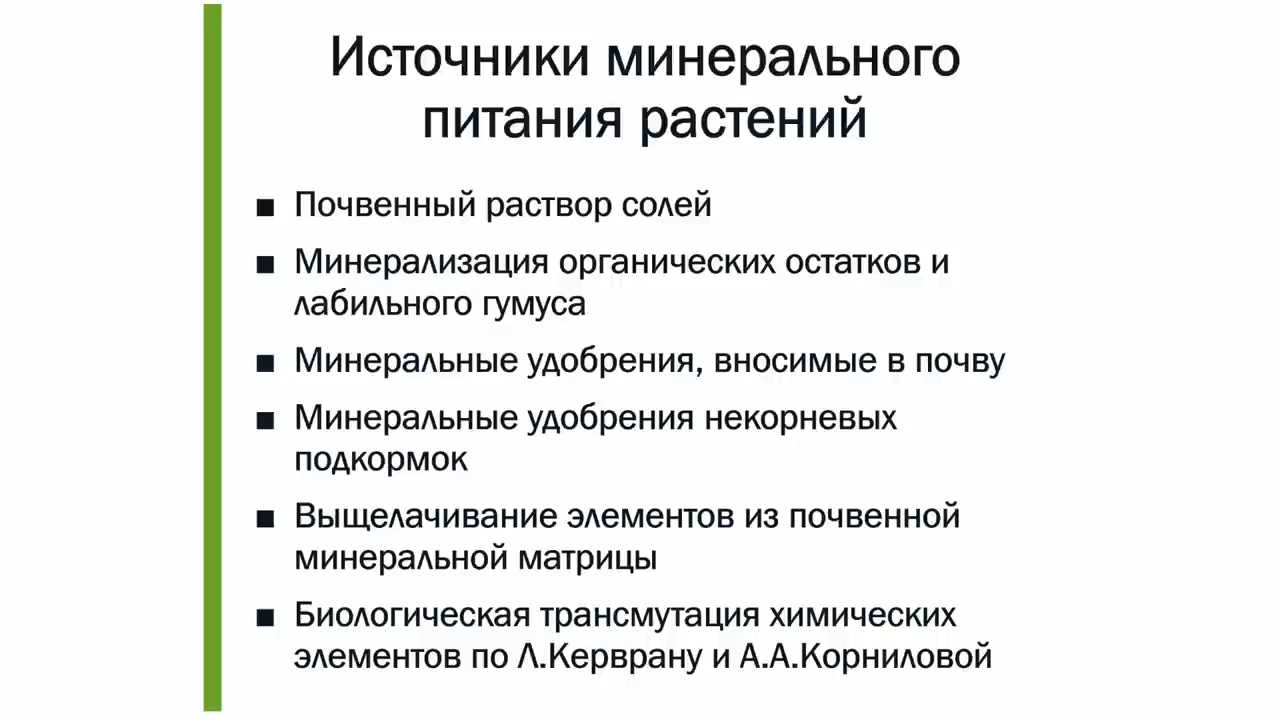 Источники минерального
питания растений
▪ Почвенный раствор солей
▪ Минерализация органических остатков и
лабильного гумуса
▪ Минеральные удобрения, вносимые в почву
▪ Минеральные удобрения некорневых
подкормок
▪ Выщелачивание элементов из почвенной
минеральной матрицы
▪ Биологическая трансмутация химических
элементов по Л.Керврану и А.А.Корниловой